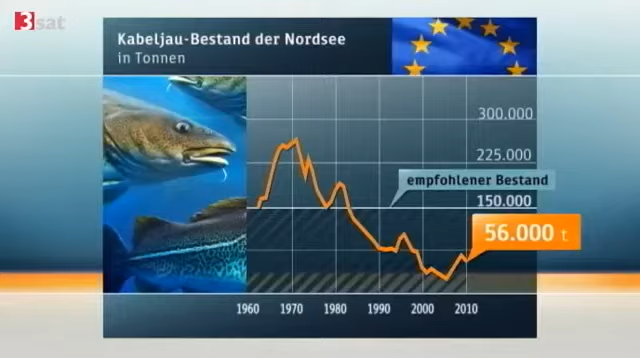 3sat
Kabeljau-Bestand der Nordsee
in Tonnen
300.000
225.000
empfohlener Bestand
150.000
56.000 t
1960 1970 1980 1990 2000 2010